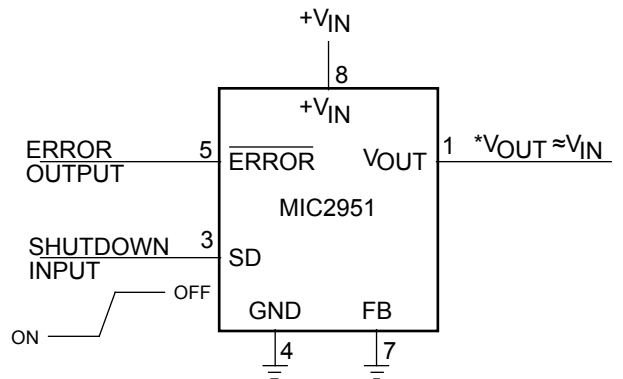 +VIN
8
+VIN
ERROR
OUTPUT
5
ERROR
VOUT
1
*VOUT ≈VIN
MIC2951
SHUTDOWN
INPUT
3
SD
OFF
ON
GND
FB
4
7